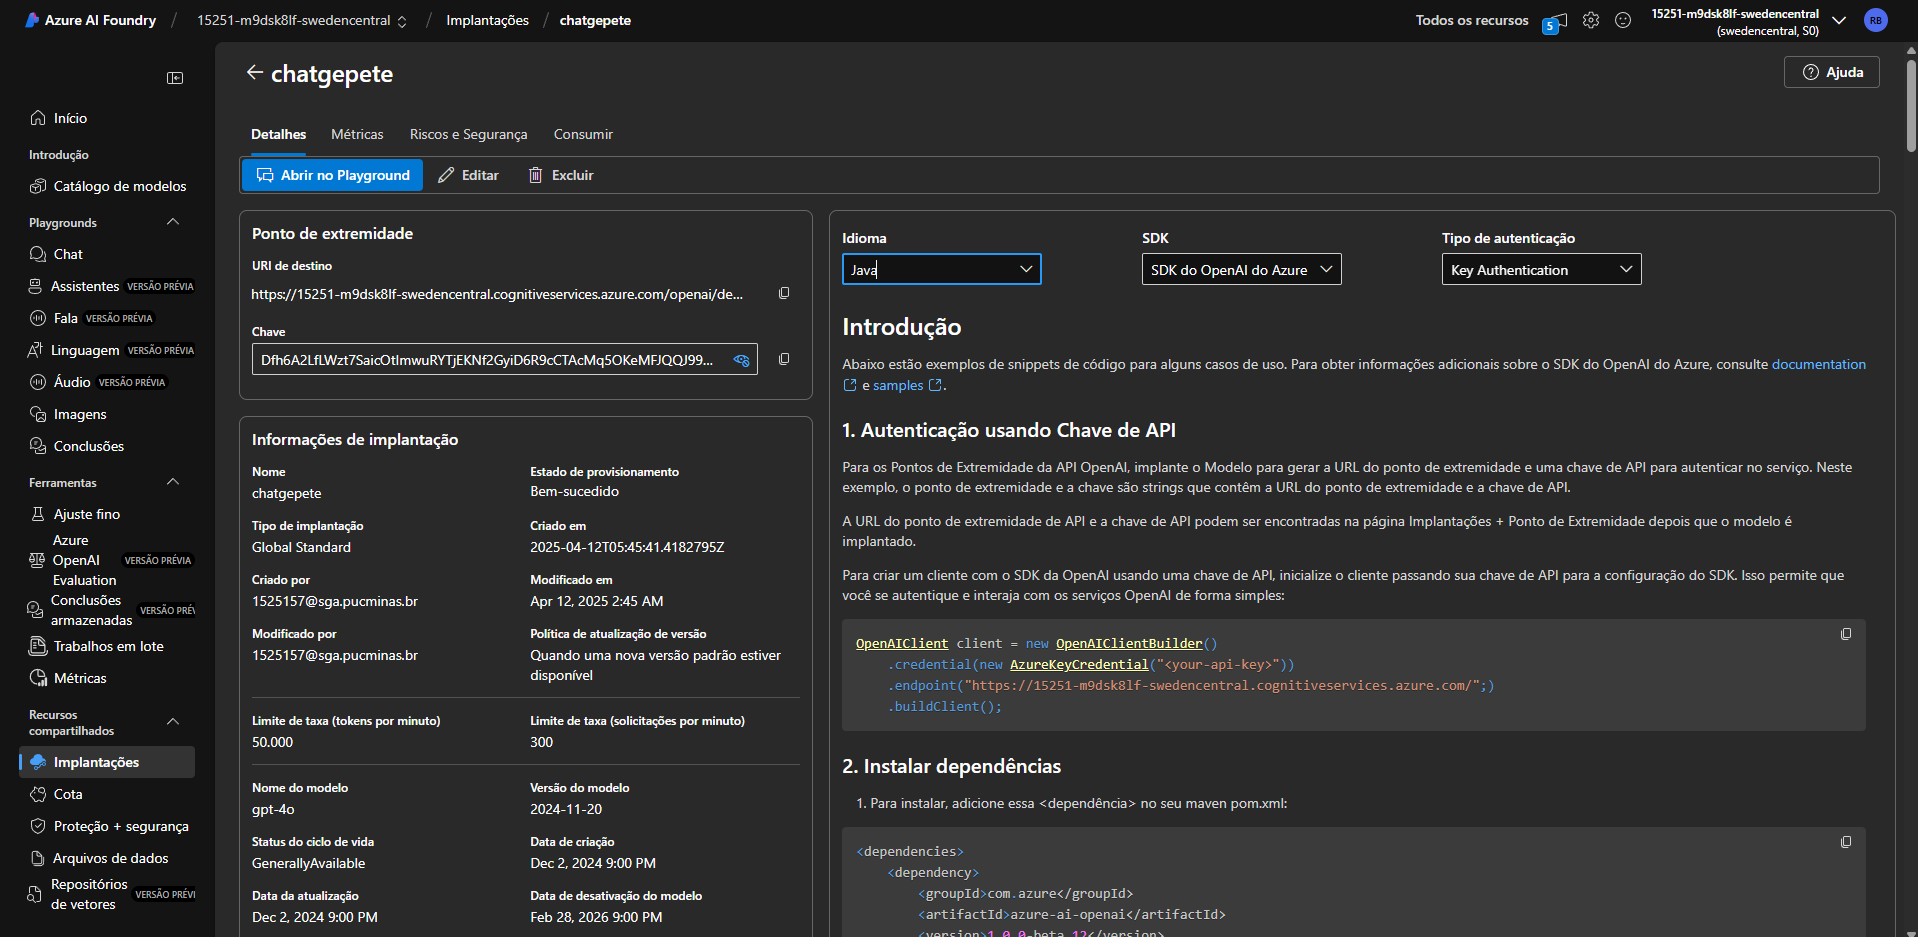 Azure AI Foundry / 15251-m9dsk8lf-swedencentral / Implantações / chatgepete
Todos os recursos
5
15251-m9dsk8lf-swedencentral
(swedencentral, S0)
RB
chatgepete
Ajuda
Início
Introdução
Catálogo de modelos
Playgrounds
Chat
Assistentes VERSÃO PRÉVIA
Fala VERSÃO PRÉVIA
Linguagem VERSÃO PRÉVIA
Áudio VERSÃO PRÉVIA
Imagens
Conclusões
Ferramentas
Ajuste fino
Azure
OpenAI VERSÃO PRÉVIA
Evaluation
Conclusões
armazenadas VERSÃO PRÉV
Trabalhos em lote
Métricas
Recursos
compartilhados
Implantações
Cota
Proteção + segurança
Arquivos de dados
Repositórios
de vetores VERSÃO PRÉVI
Detalhes Métricas Riscos e Segurança Consumir
Abrir no Playground Editar Excluir
Ponto de extremidade
URI de destino
https://15251-m9dsk8lf-swedencentral.cognitiveservices.azure.com/openai/de...
Chave
Informações de implantação
Nome
chatgepete
Estado de provisionamento
Bem-sucedido
Tipo de implantação
Global Standard
Criado em
2025-04-12T05:45:41.4182795Z
Criado por
1525157@sga.pucminas.br
Modificado em
Apr 12, 2025 2:45 AM
Modificado por
1525157@sga.pucminas.br
Política de atualização de versão
Quando uma nova versão padrão estiver
disponível
Limite de taxa (tokens por minuto)
50.000
Limite de taxa (solicitações por minuto)
300
Nome do modelo
gpt-4o
Versão do modelo
2024-11-20
Status do ciclo de vida
GenerallyAvailable
Data de criação
Dec 2, 2024 9:00 PM
Data da atualização
Dec 2, 2024 9:00 PM
Data de desativação do modelo
Feb 28, 2026 9:00 PM
Idioma
Java
SDK
SDK do OpenAI do Azure
Tipo de autenticação
Key Authentication
Introdução
Abaixo estão exemplos de snippets de código para alguns casos de uso. Para obter informações adicionais sobre o SDK do OpenAI do Azure, consulte documentation
e samples .
1. Autenticação usando Chave de API
Para os Pontos de Extremidade da API OpenAI, implante o Modelo para gerar a URL do ponto de extremidade e uma chave de API para autenticar no serviço. Neste
exemplo, o ponto de extremidade e a chave são strings que contêm a URL do ponto de extremidade e a chave de API.
A URL do ponto de extremidade de API e a chave de API podem ser encontradas na página Implantações + Ponto de Extremidade depois que o modelo é
implantado.
Para criar um cliente com o SDK da OpenAI usando uma chave de API, inicialize o cliente passando sua chave de API para a configuração do SDK. Isso permite que
você se autentique e interaja com os serviços OpenAI de forma simples:
OpenAIClient client = new OpenAIClientBuilder()
.credential(new AzureKeyCredential("<your-api-key>"))
.endpoint("https://15251-m9dsk8lf-swedencentral.cognitiveservices.azure.com/";)
.buildClient();
2. Instalar dependências
1. Para instalar, adicione essa <dependência> no seu maven pom.xml:
<dependencies>
<dependency>
<groupId>com.azure</groupId>
<artifactId>azure-ai-openai</artifactId>
<version>1.0.0-beta.12</version>